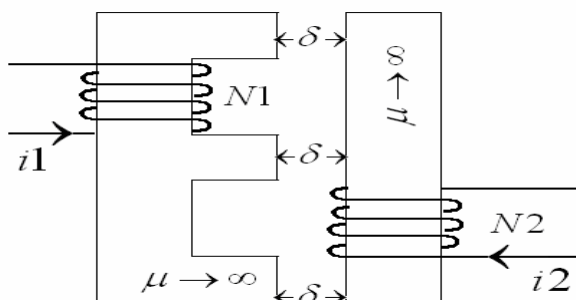 δ
μ → ∞
N1
i1
δ
N2
μ → ∞
δ
i2